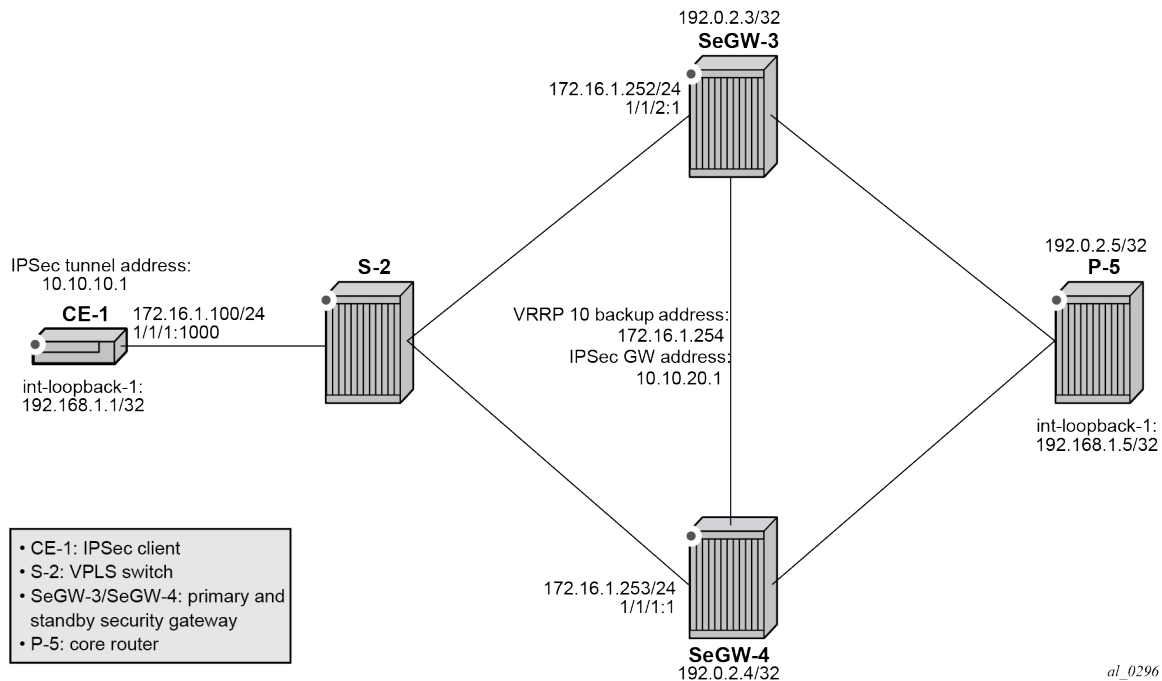 192.0.2.3/32
SeGW-3
172.16.1.252/24
1/1/2:1
192.0.2.5/32
P-5
IPSec tunnel address:
10.10.10.1
S-2
CE-1
172.16.1.100/24
1/1/1:1000
VRRP 10 backup address:
172.16.1.254
IPSec GW address:
10.10.20.1
int-loopback-1:
192.168.1.1/32
int-loopback-1:
192.168.1.5/32
• CE-1: IPSec client
• S-2: VPLS switch
• SeGW-3/SeGW-4: primary and
standby security gateway
• P-5: core router
172.16.1.253/24
1/1/1:1
SeGW-4
192.0.2.4/32
al_0296